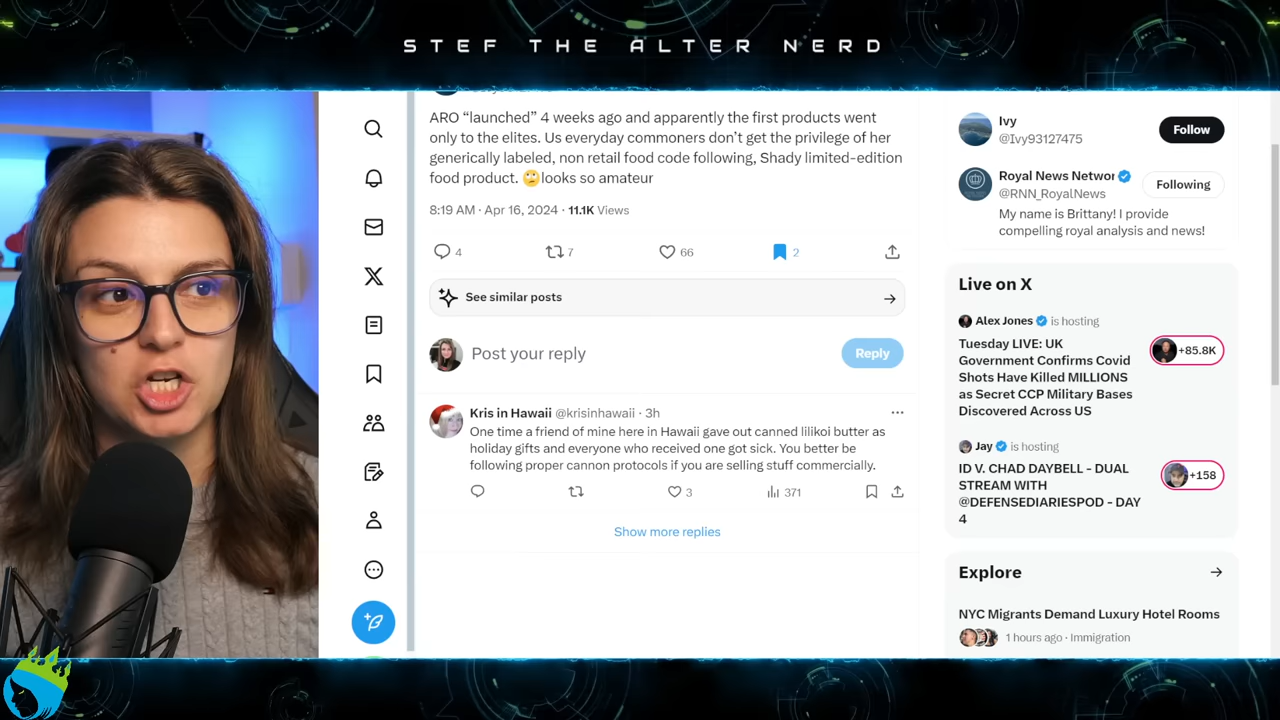 STEF THE ALTER NERD
ARO “launched” 4 weeks ago and apparently the first products went
only to the elites. Us everyday commoners don’t get the privilege of her
generically labeled, non retail food code following, Shady limited-edition
food product. 🙄looks so amateur
8:19 AM · Apr 16, 2024 · 11.1K Views
4
7
66
2
See similar posts
Post your reply
Reply
Kris in Hawaii @krisinhawaii · 3h
One time a friend of mine here in Hawaii gave out canned lilikoi butter as
holiday gifts and everyone who received one got sick. You better be
following proper cannon protocols if you are selling stuff commercially.
3
371
Show more replies
Ivy
@Ivy93127475
Follow
Royal News Networ
@RNN_RoyalNews
Following
My name is Brittany! I provide
compelling royal analysis and news!
Live on X
Alex Jones is hosting
Tuesday LIVE: UK
Government Confirms Covid
Shots Have Killed MILLIONS
as Secret CCP Military Bases
Discovered Across US
+85.8K
Jay is hosting
ID V. CHAD DAYBELL - DUAL
STREAM WITH
@DEFENSEDIARIESPOD - DAY
4
+158
Explore
NYC Migrants Demand Luxury Hotel Rooms
1 hours ago · Immigration